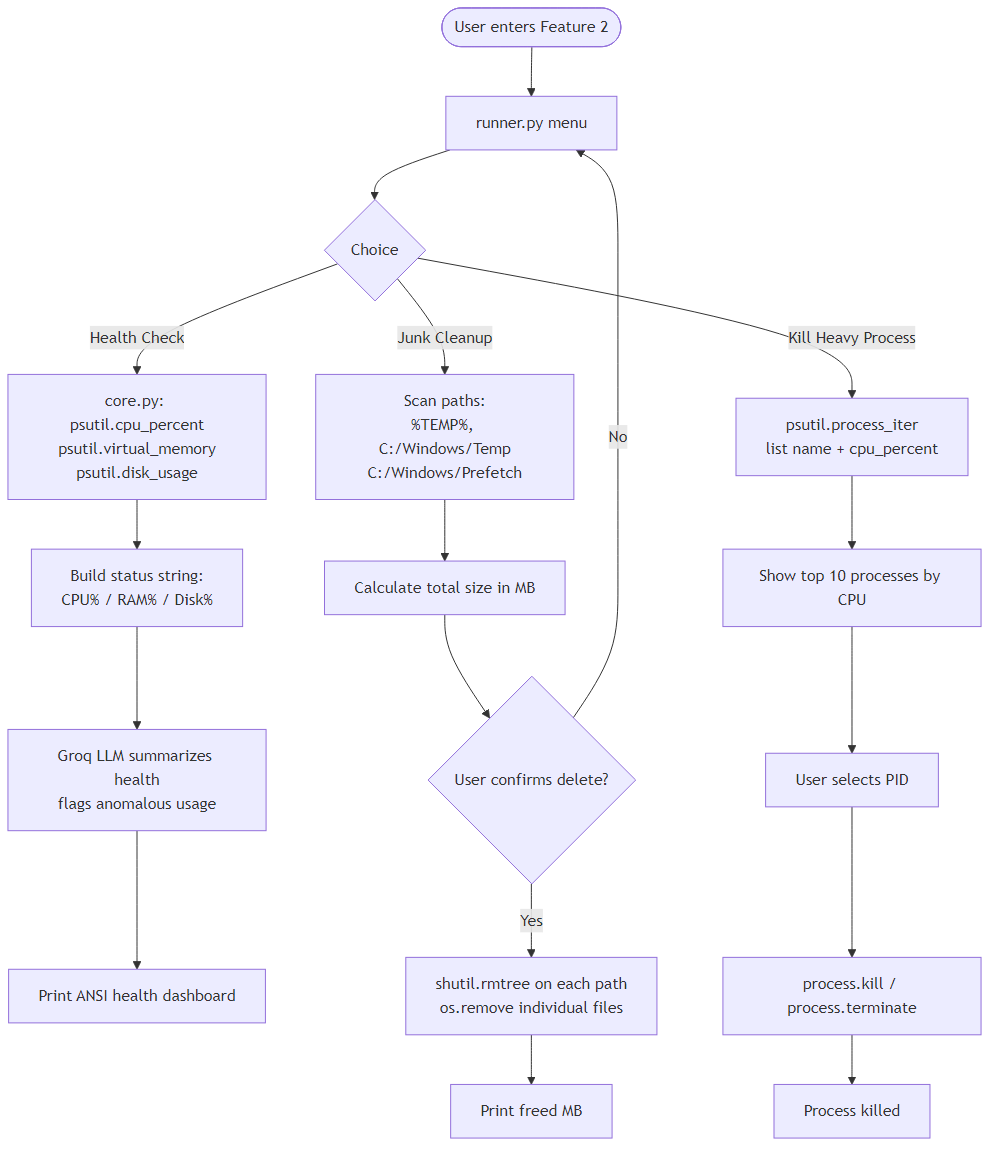 User enters Feature 2
runner.py menu
Choice
Health Check
Junk Cleanup
Kill Heavy Process
core.py:
psutil.cpu_percent
psutil.virtual_memory
psutil.disk_usage
Scan paths:
%TEMP%,
C:/Windows/Temp
C:/Windows/Prefetch
No
psutil.process_iter
list name + cpu_percent
Build status string:
CPU% / RAM% / Disk%
Calculate total size in MB
Show top 10 processes by
CPU
Groq LLM summarizes
health
flags anomalous usage
User confirms delete?
User selects PID
Yes
Print ANSI health dashboard
shutil.rmtree on each path
os.remove individual files
process.kill /
process.terminate
Print freed MB
Process killed